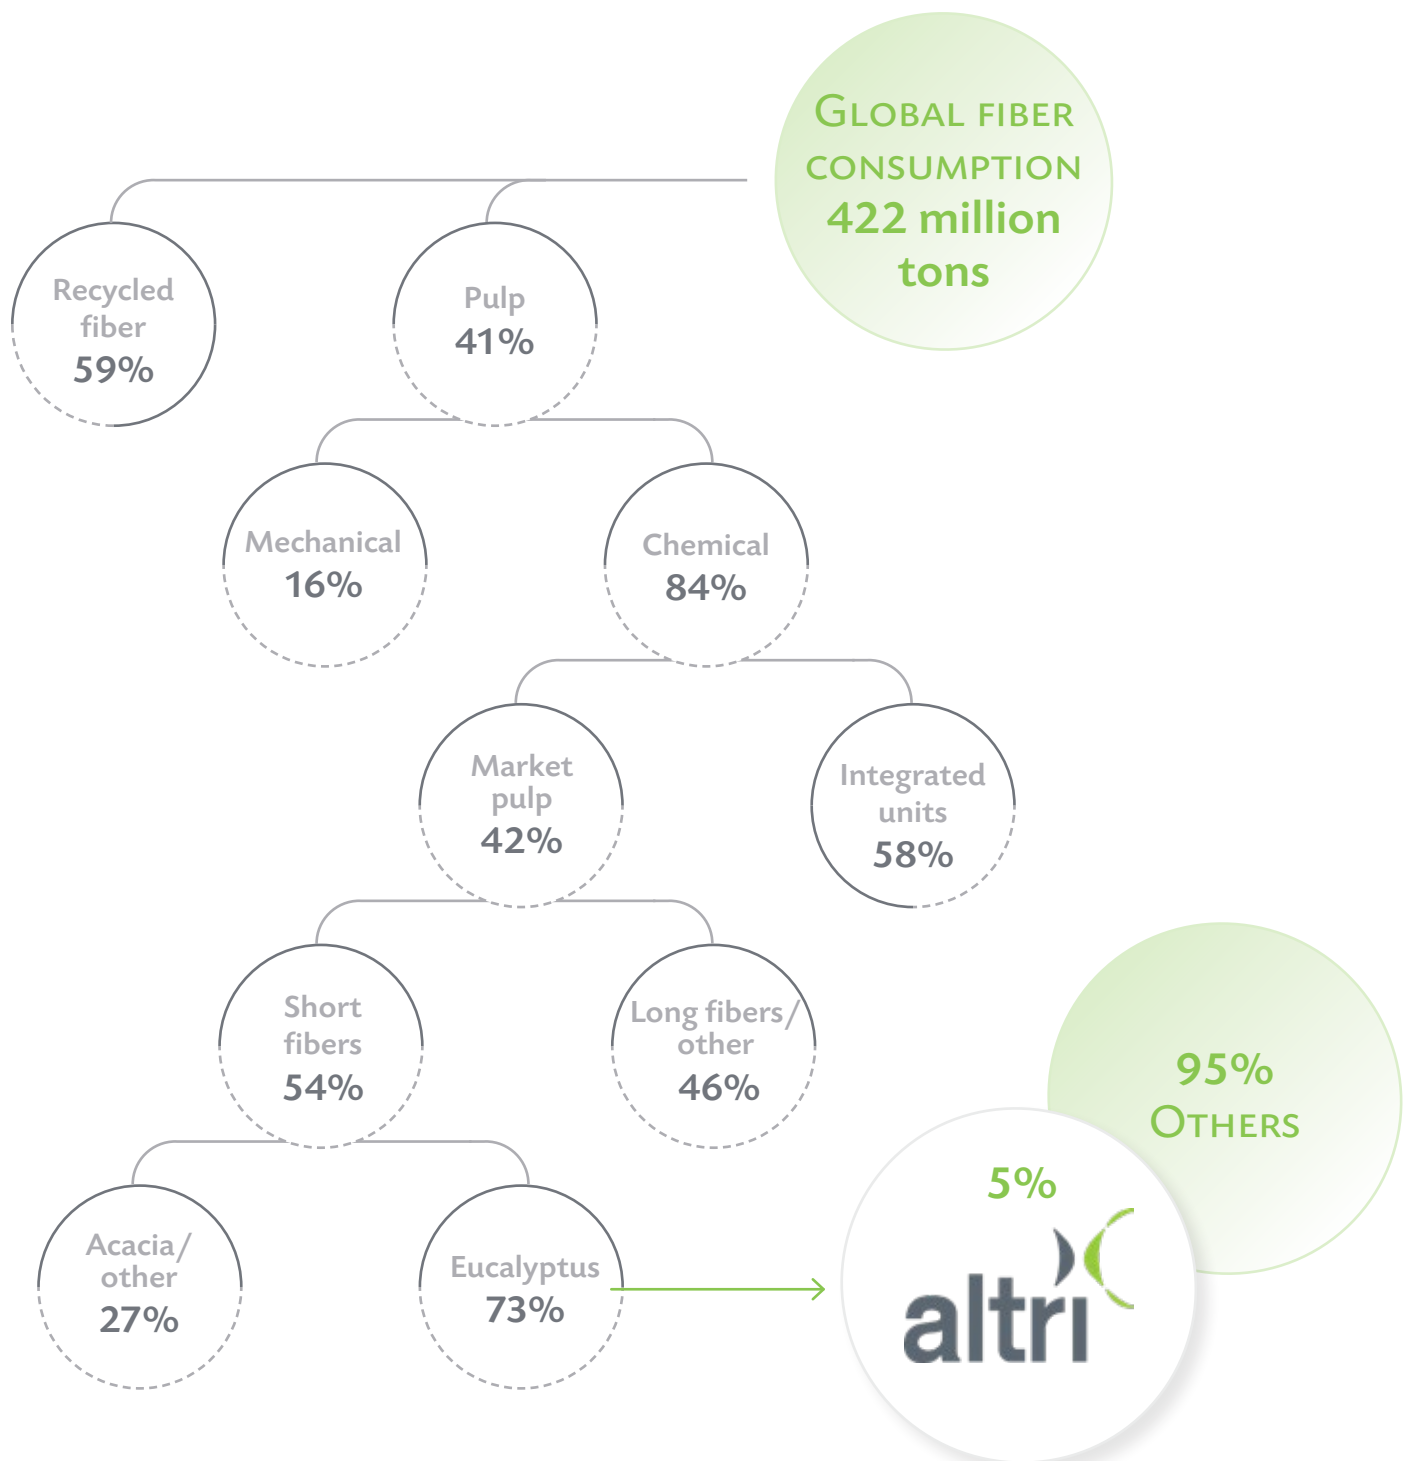 GLOBAL FIBER
CONSUMPTION
422 million
tons
Recycled
fiber
59%
Pulp
41%
Mechanical
16%
Chemical
84%
Market
pulp
42%
Integrated
units
58%
Short
fibers
54%
Long fibers/
other
46%
95%
OTHERS
5%
altri
Acacia/
other
27%
Eucalyptus
73%